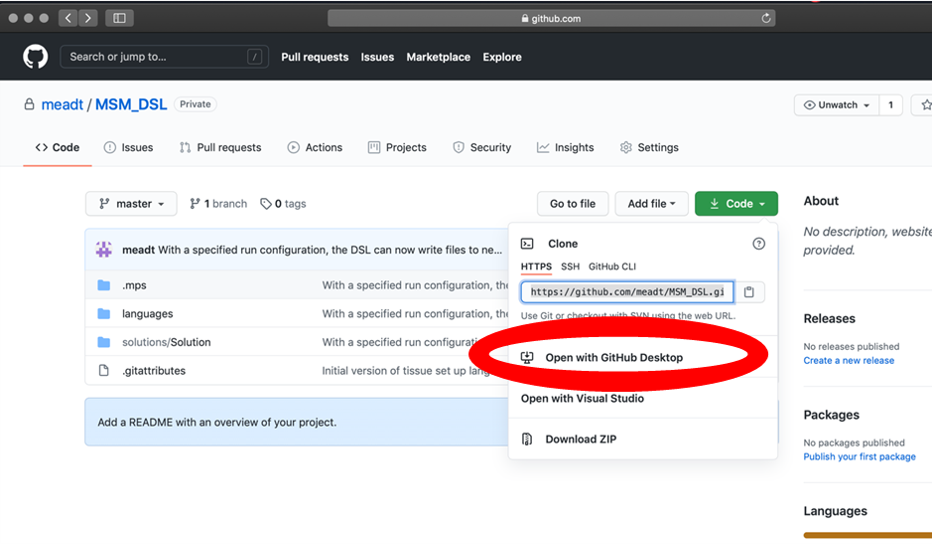 github.com
Search or jump to... /
Pull requests Issues Marketplace Explore
meadt / MSM_DSL Private
Unwatch 1
Code Issues Pull requests Actions Projects Security Insights Settings
master 1 branch 0 tags Go to file Add file Code
About
No description, website
provided.
Clone
meadt With a specified run configuration, the DSL can now write files to ne...
HTTPS SSH GitHub CLI
.mps With a specified run configuration, the
https://github.com/meadt/MSM_DSL.gi
languages With a specified run configuration, the
Use Git or checkout with SVN using the web URL.
Releases
solutions/Solution With a specified run configuration
No releases published
Create a new release
Open with GitHub Desktop
.gitattributes Initial version of tissue set up lang
Open with Visual Studio
Packages
Add a README with an overview of your project.
Download ZIP
No packages published
Publish your first package
Languages